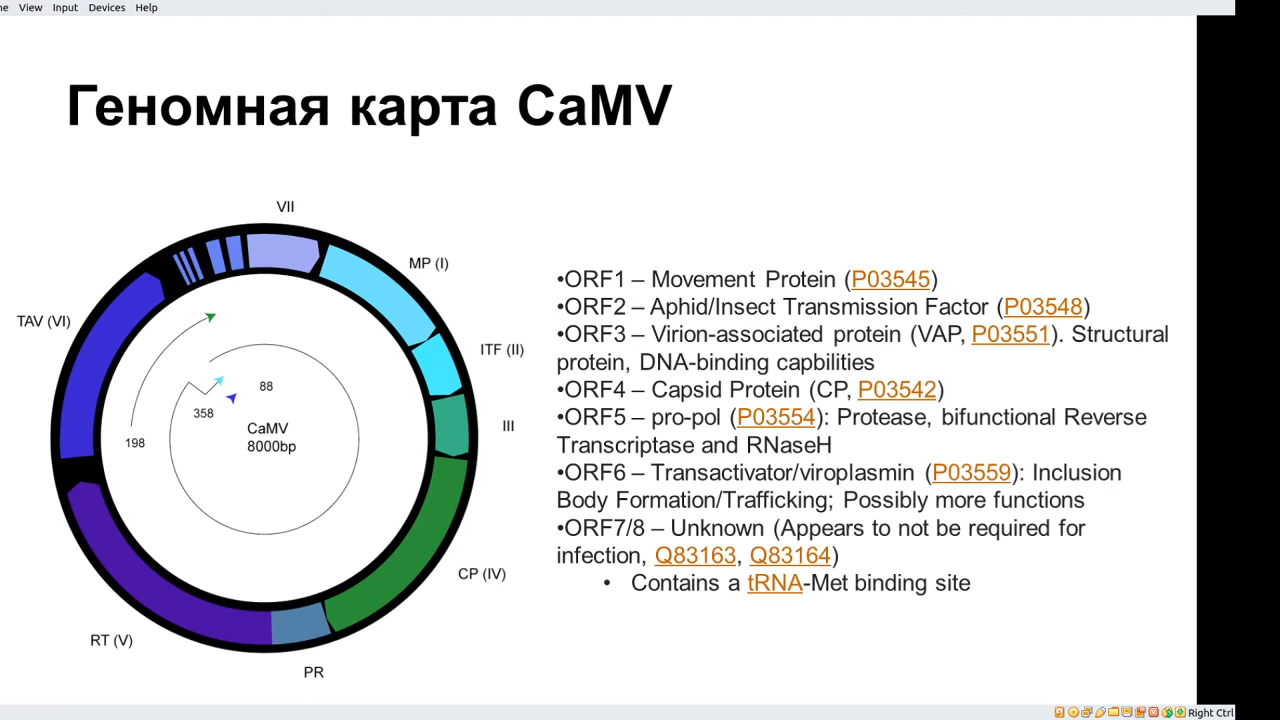 View Input Devices Help
Геномная карта CaMV
VII
MP (I)
TAV (VI)
ITF (II)
88
358
CaMV
III
198
8000bp
CP (IV)
RT (V)
PR
•ORF1 – Movement Protein (P03545)
•ORF2 – Aphid/Insect Transmission Factor (P03548)
•ORF3 – Virion-associated protein (VAP, P03551). Structural
protein, DNA-binding capbilities
•ORF4 – Capsid Protein (CP, P03542)
•ORF5 – pro-pol (P03554): Protease, bifunctional Reverse
Transcriptase and RNaseH
•ORF6 – Transactivator/viroplasmin (P03559): Inclusion
Body Formation/Trafficking; Possibly more functions
•ORF7/8 – Unknown (Appears to not be required for
infection, Q83163, Q83164)
• Contains a tRNA-Met binding site
Right Ctrl